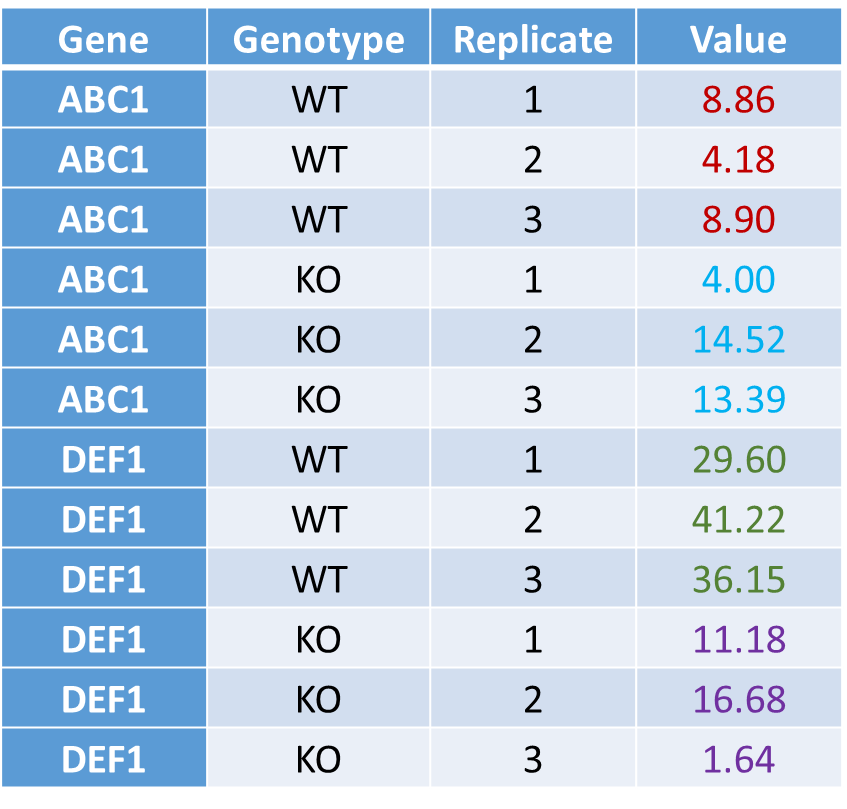 Gene Genotype Replicate Value
ABC1 WT 1 8.86
ABC1 WT 2 4.18
ABC1 WT 3 8.90
ABC1 KO 1 4.00
ABC1 KO 2 14.52
ABC1 KO 3 13.39
DEF1 WT 1 29.60
DEF1 WT 2 41.22
DEF1 WT 3 36.15
DEF1 KO 1 11.18
DEF1 KO 2 16.68
DEF1 KO 3 1.64